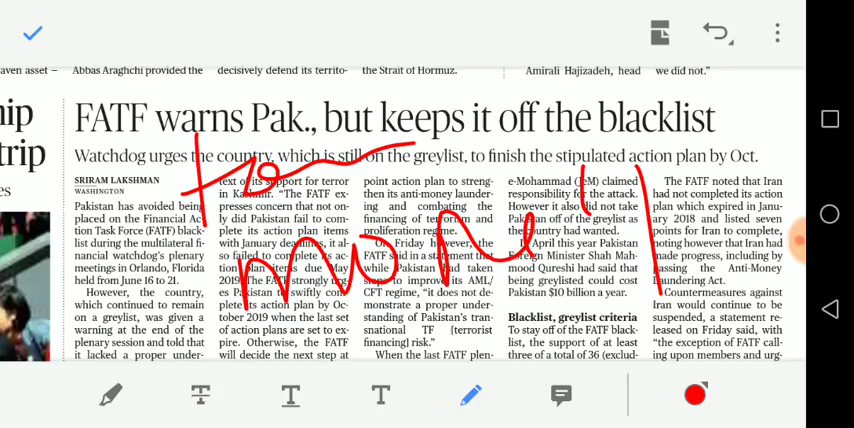 aven asset –
Abbas Araghchi provided the
decisively defend its territo-
the Strait of Hormuz.
Amirali Hajizadeh, head
we did not."
ip
trip
es
FATF warns Pak., but keeps it off the blacklist
Watchdog urges the country, which is still on the greylist, to finish the stipulated action plan by Oct.
SRIRAM LAKSHMAN
WASHINGTON
Pakistan has avoided being
placed on the Financial Ac-
tion Task Force (FATF) black-
list during the multilateral fi-
nancial watchdog's plenary
meetings in Orlando, Florida
held from June 16 to 21.
However, the country,
which continued to remain
on a greylist, was given a
warning at the end of the
plenary session and told that
it lacked a proper under-
text of its support for terror
in Kashmir. "The FATF ex-
presses concern that not on-
ly did Pakistan fail to com-
plete its action plan items
with January deadlines, it al-
so failed to complete its ac-
tion plan items due May
2019. The FATF strongly urg-
es Pakistan to swiftly com-
plete its action plan by Oc-
tober 2019 when the last set
of action plans are set to ex-
pire. Otherwise, the FATF
will decide the next step at
point action plan to streng-
then its anti-money launder-
ing and combating the
financing of terrorism and
proliferation regime.
On Friday however, the
FATF said in a statement that
while Pakistan had taken
steps to improve its AML/
CFT regime, "it does not de-
monstrate a proper under-
standing of Pakistan's tran-
snational TF [terrorist
financing] risk."
When the last FATF plen-
e-Mohammad (JeM) claimed
responsibility for the attack.
However it also did not take
Pakistan off of the greylist as
the country had wanted.
April this year Pakistan
Foreign Minister Shah Mah-
mood Qureshi had said that
being greylisted could cost
Pakistan $10 billion a year.
Blacklist, greylist criteria
To stay off of the FATF black-
list, the support of at least
three of a total of 36 (exclud-
The FATF noted that Iran
had not completed its action
plan which expired in Janu-
ary 2018 and listed seven
points for Iran to complete,
noting however that Iran had
made progress, including by
passing the Anti-Money
Laundering Act.
Countermeasures against
Iran would continue to be
suspended, a statement re-
leased on Friday said, with
"the exception of FATF call-
ing upon members and urg-
T
T
T